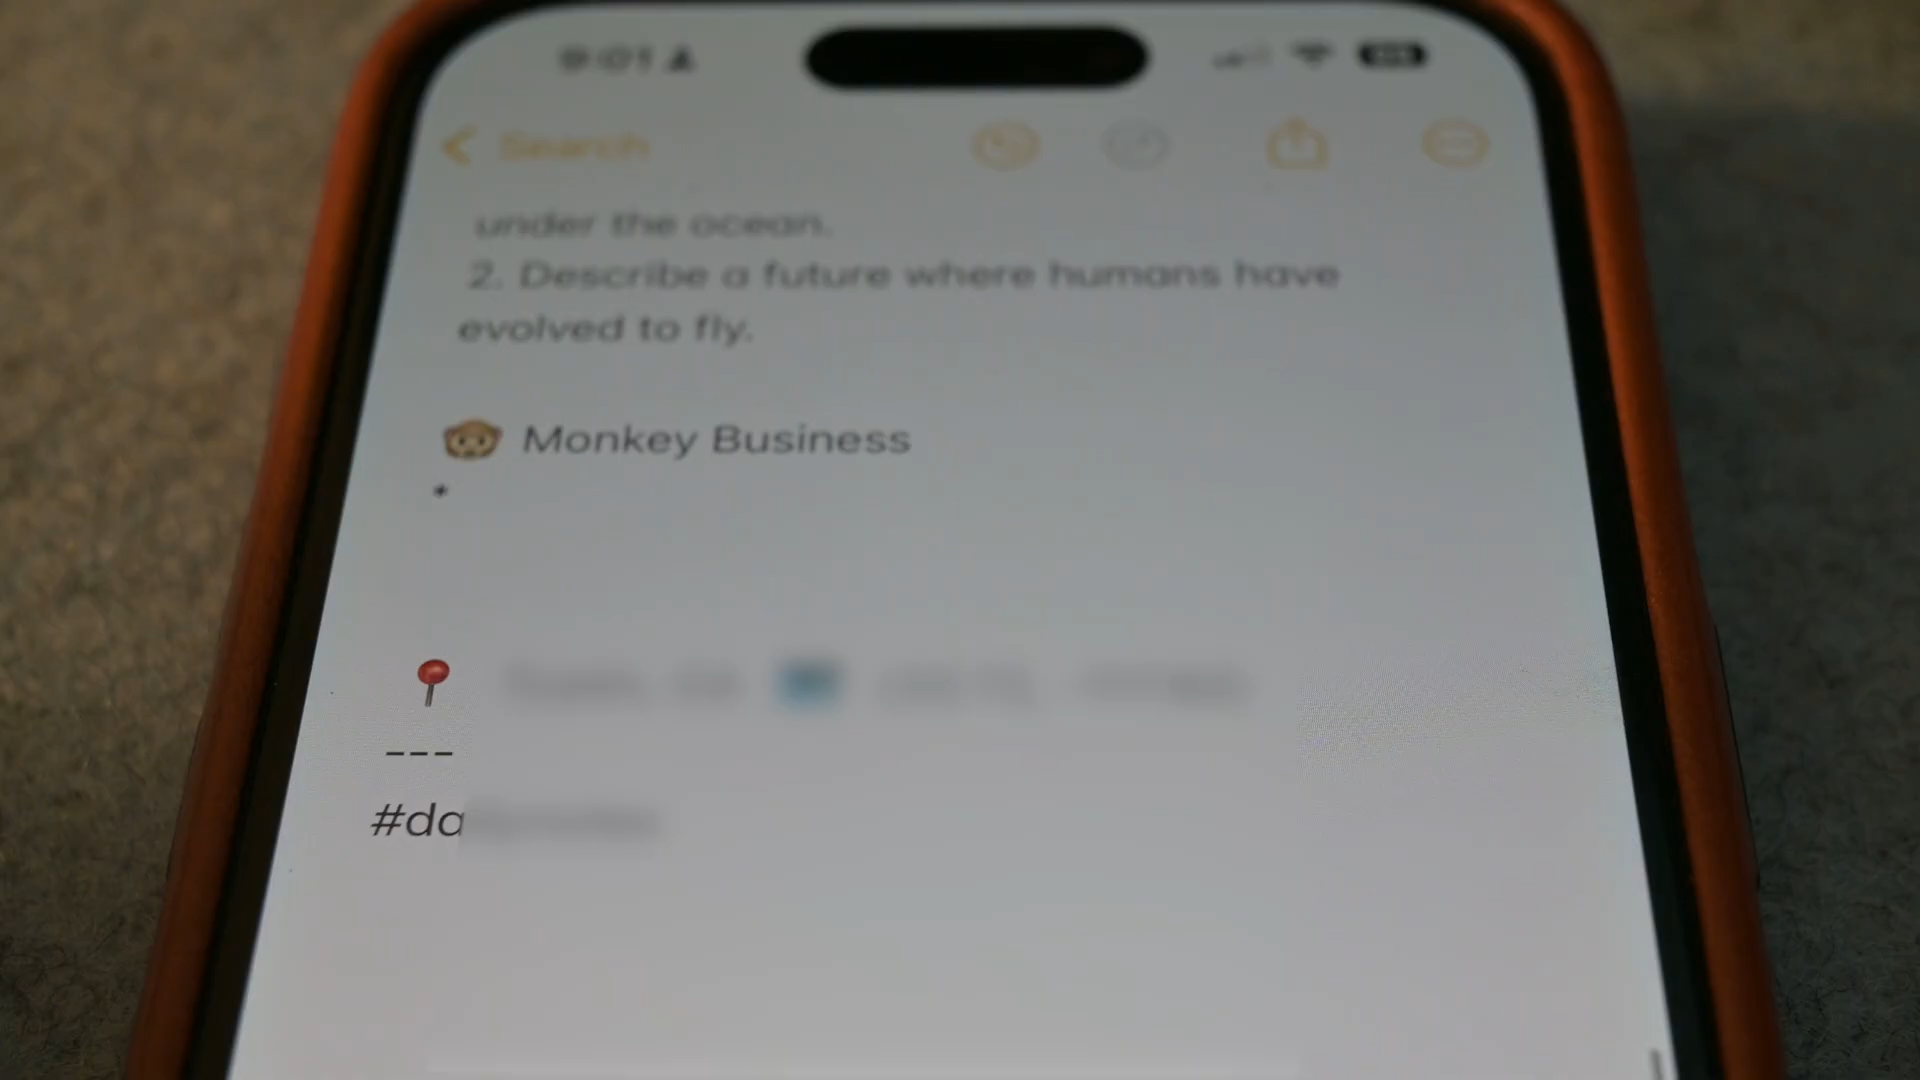 9:01
Search
under the ocean.
2. Describe a future where humans have
evolved to fly.
🐵 Monkey Business
*
📍
---
#da